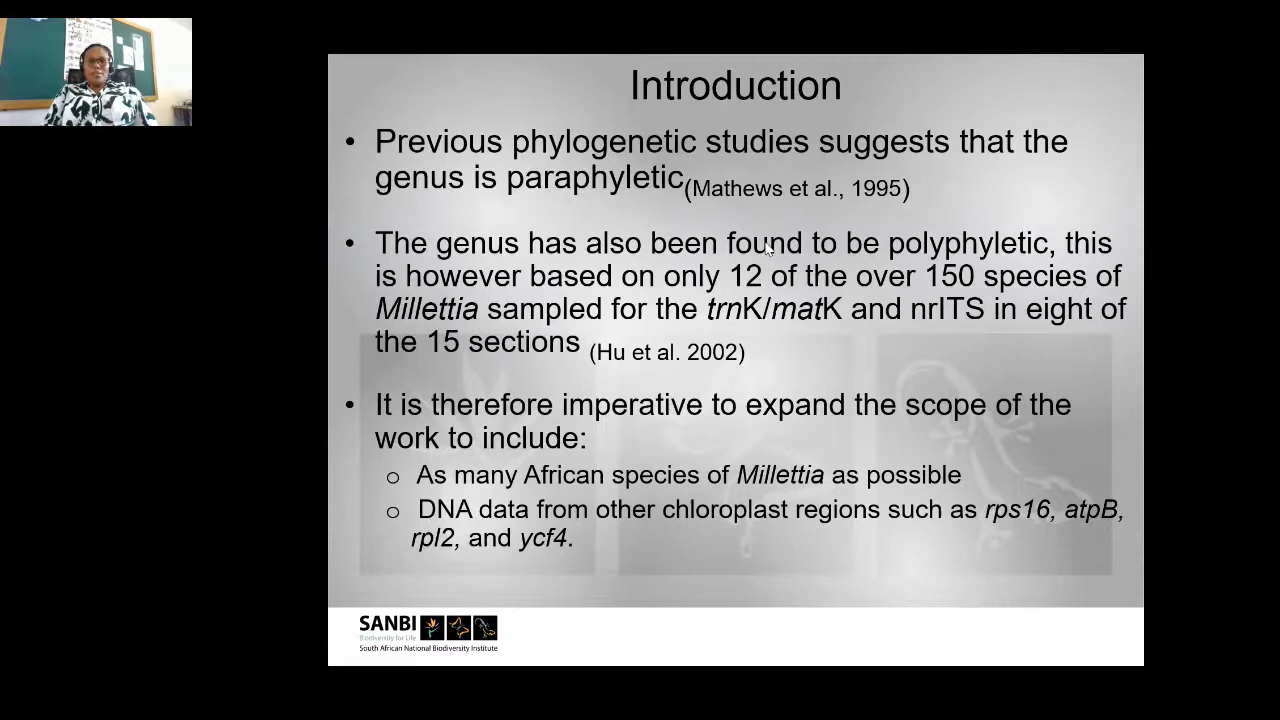 Introduction
• Previous phylogenetic studies suggests that the
genus is paraphyletic(Mathews et al., 1995)
• The genus has also been found to be polyphyletic, this
is however based on only 12 of the over 150 species of
Millettia sampled for the trnK/matK and nrITS in eight of
the 15 sections (Hu et al. 2002)
• It is therefore imperative to expand the scope of the
work to include:
o As many African species of Millettia as possible
o DNA data from other chloroplast regions such as rps16, atpB,
rpl2, and ycf4.
SANBI
Biodiversity for Life
South African National Biodiversity Institute